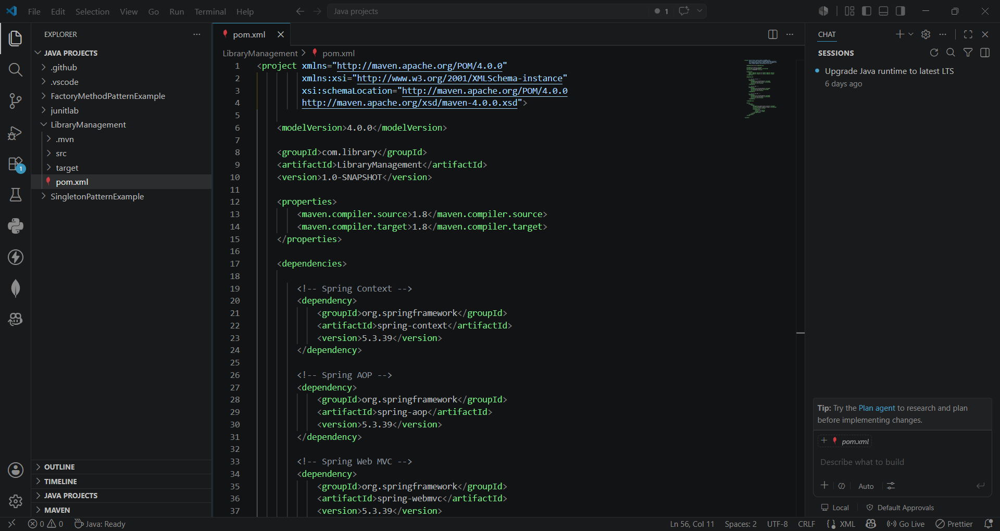 File Edit Selection View Go Run Terminal Help
Java projects
1
EXPLORER
JAVA PROJECTS
.github
.vscode
FactoryMethodPatternExample
junitlab
LibraryManagement
.mvn
src
target
pom.xml
SingletonPatternExample
1
OUTLINE
TIMELINE
JAVA PROJECTS
MAVEN
pom.xml
LibraryManagement > pom.xml
1 <project xmlns="http://maven.apache.org/POM/4.0.0"
2 xmlns:xsi="http://www.w3.org/2001/XMLSchema-instance"
3 xsi:schemaLocation="http://maven.apache.org/POM/4.0.0
4 http://maven.apache.org/xsd/maven-4.0.0.xsd">
5
6 <modelVersion>4.0.0</modelVersion>
7
8 <groupId>com.library</groupId>
9 <artifactId>LibraryManagement</artifactId>
10 <version>1.0-SNAPSHOT</version>
11
12 <properties>
13 <maven.compiler.source>1.8</maven.compiler.source>
14 <maven.compiler.target>1.8</maven.compiler.target>
15 </properties>
16
17 <dependencies>
18
19 <!-- Spring Context -->
20 <dependency>
21 <groupId>org.springframework</groupId>
22 <artifactId>spring-context</artifactId>
23 <version>5.3.39</version>
24 </dependency>
25
26 <!-- Spring AOP -->
27 <dependency>
28 <groupId>org.springframework</groupId>
29 <artifactId>spring-aop</artifactId>
30 <version>5.3.39</version>
31 </dependency>
32
33 <!-- Spring Web MVC -->
34 <dependency>
35 <groupId>org.springframework</groupId>
36 <artifactId>spring-webmvc</artifactId>
37 <version>5.3.39</version>
CHAT
SESSIONS
Upgrade Java runtime to latest LTS
6 days ago
Tip: Try the Plan agent to research and plan
before implementing changes.
pom.xml
Describe what to build
Auto
Local Default Approvals
0 0 Java: Ready
Ln 56, Col 11 Spaces: 2 UTF-8 CRLF XML Go Live Prettier